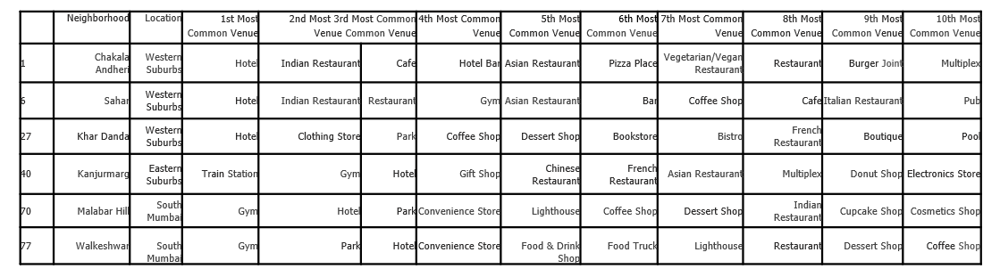 Neighborhood Location 1st Most 2nd Most 3rd Most Common 4th Most Common 5th Most 6th Most 7th Most Common 8th Most 9th Most 10th Most
Common Venue Venue Common Venue Venue Common Venue Common Venue Venue Common Venue Common Venue Common Venue
1 Chakala Andheri Western Suburbs Hotel Indian Restaurant Cafe Hotel Bar Asian Restaurant Pizza Place Vegetarian/Vegan Restaurant Restaurant Burger Joint Multiplex
6 Sahar Western Suburbs Hotel Indian Restaurant Restaurant Gym Asian Restaurant Bar Coffee Shop Cafe Italian Restaurant Pub
27 Khar Danda Western Suburbs Hotel Clothing Store Park Coffee Shop Dessert Shop Bookstore Bistro French Restaurant Boutique Pool
40 Kanjurmarg Eastern Suburbs Train Station Gym Hotel Gift Shop Chinese Restaurant French Restaurant Asian Restaurant Multiplex Donut Shop Electronics Store
70 Malabar Hill South Mumbai Gym Hotel Park Convenience Store Lighthouse Coffee Shop Dessert Shop Indian Restaurant Cupcake Shop Cosmetics Shop
77 Walkeshwar South Mumbai Gym Park Hotel Convenience Store Food & Drink Shop Food Truck Lighthouse Restaurant Dessert Shop Coffee Shop